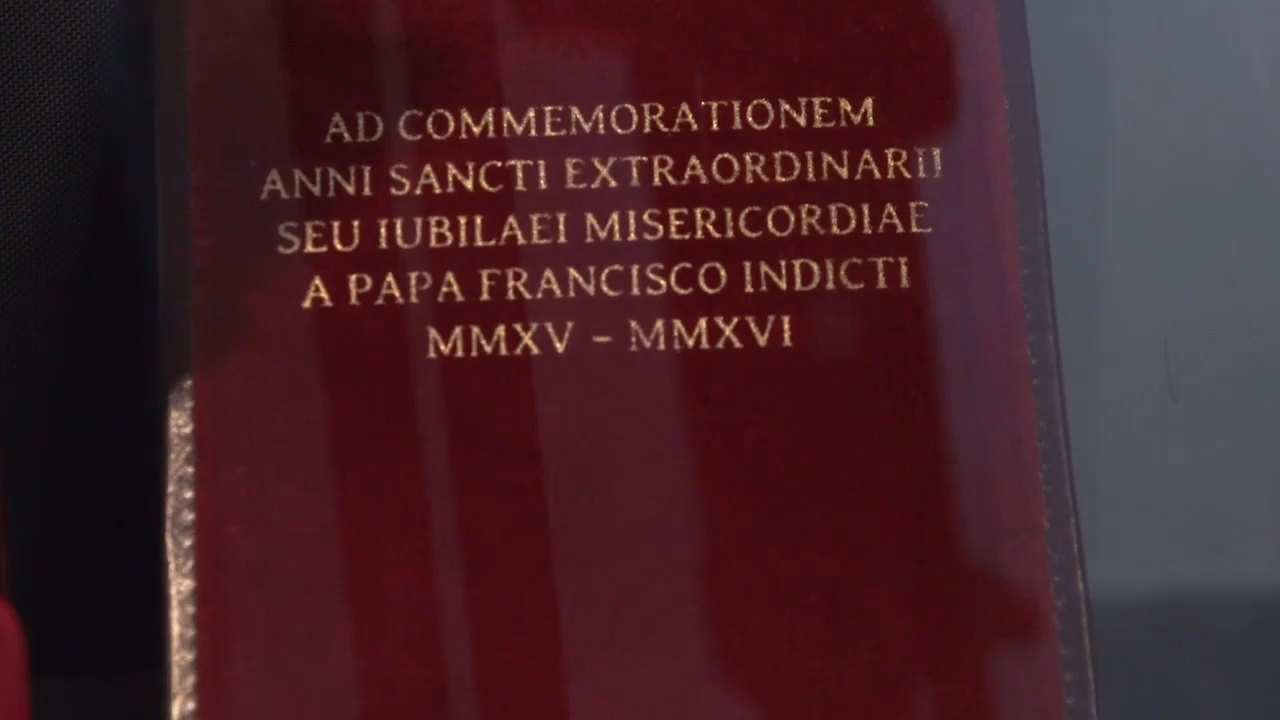 AD COMMEMORATIONEM
ANNI SANCTI EXTRAORDINARII
SEU IUBILAEI MISERICORDIAE
A PAPA FRANCISCO INDICTI
MMXV – MMXVI